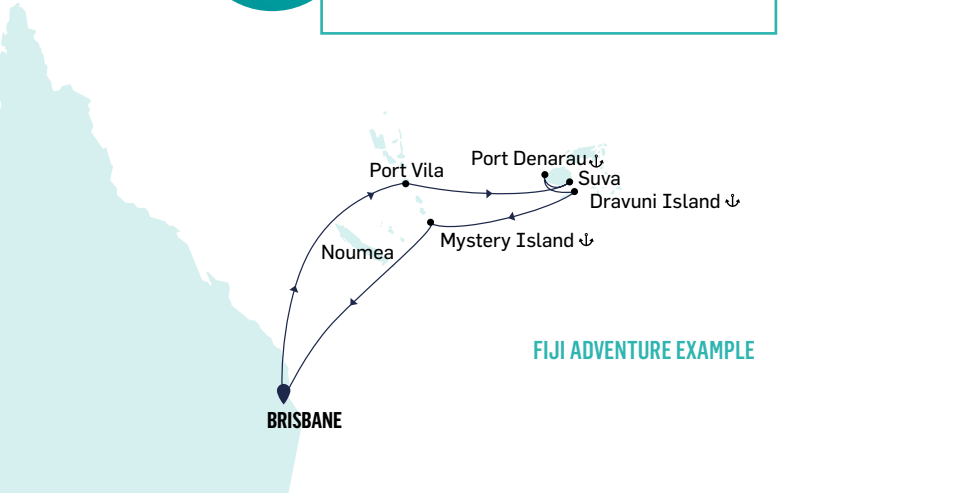 Port Denarau
Port Vila
Suva
Dravuni Island
Mystery Island
Noumea
FIJI ADVENTURE EXAMPLE
BRISBANE